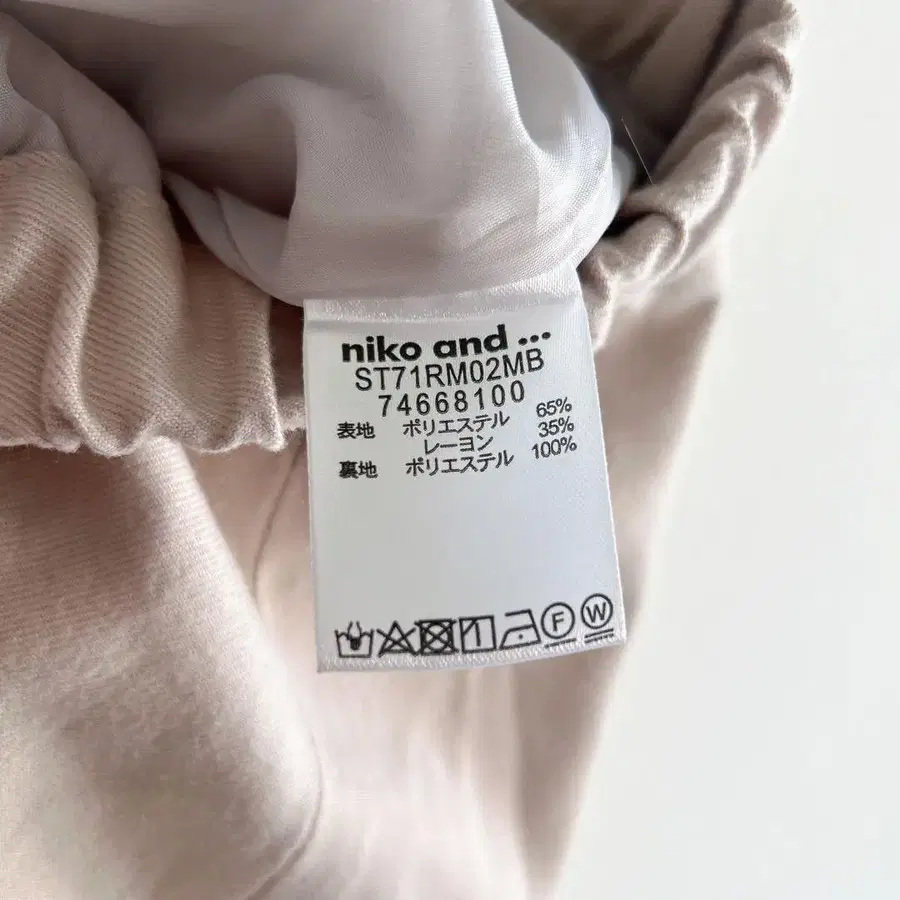 niko and ...
ST71RM02MB
74668100
表地 ポリエステル 65%
レーヨン 35%
裏地 ポリエステル 100%
F W